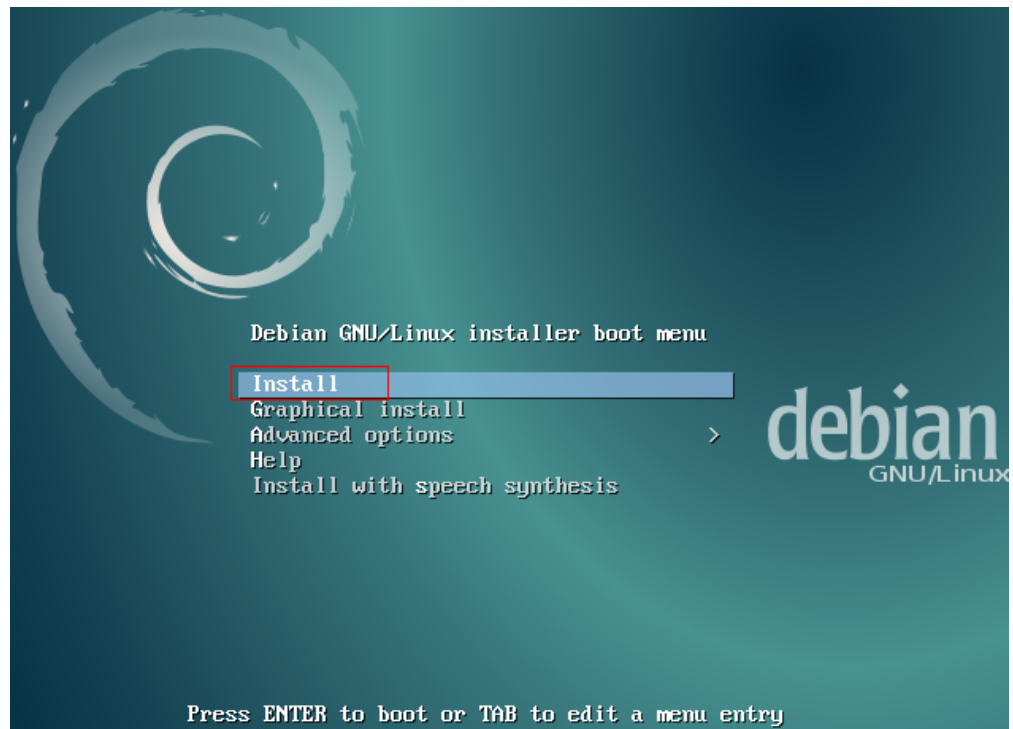 Debian GNU/Linux installer boot menu
Install
Graphical install
Advanced options >
Help
Install with speech synthesis
debian
GNU/Linux
Press ENTER to boot or TAB to edit a menu entry